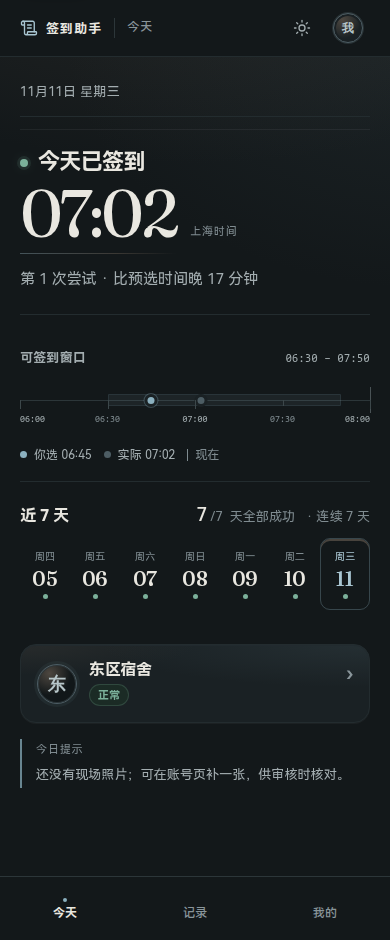 签到助手 今天 我
11月11日 星期三
今天已签到
07:02 上海时间
第 1 次尝试 · 比预选时间晚 17 分钟
可签到窗口 06:30 – 07:50
06:00 06:30 07:00 07:30 08:00
你选 06:45 实际 07:02 现在
近 7 天 7 /7 天全部成功 · 连续 7 天
周四 周五 周六 周日 周一 周二 周三
05 06 07 08 09 10 11
东 东区宿舍 ›
正常
今日提示
还没有现场照片；可在账号页补一张，供审核时核对。
今天 记录 我的